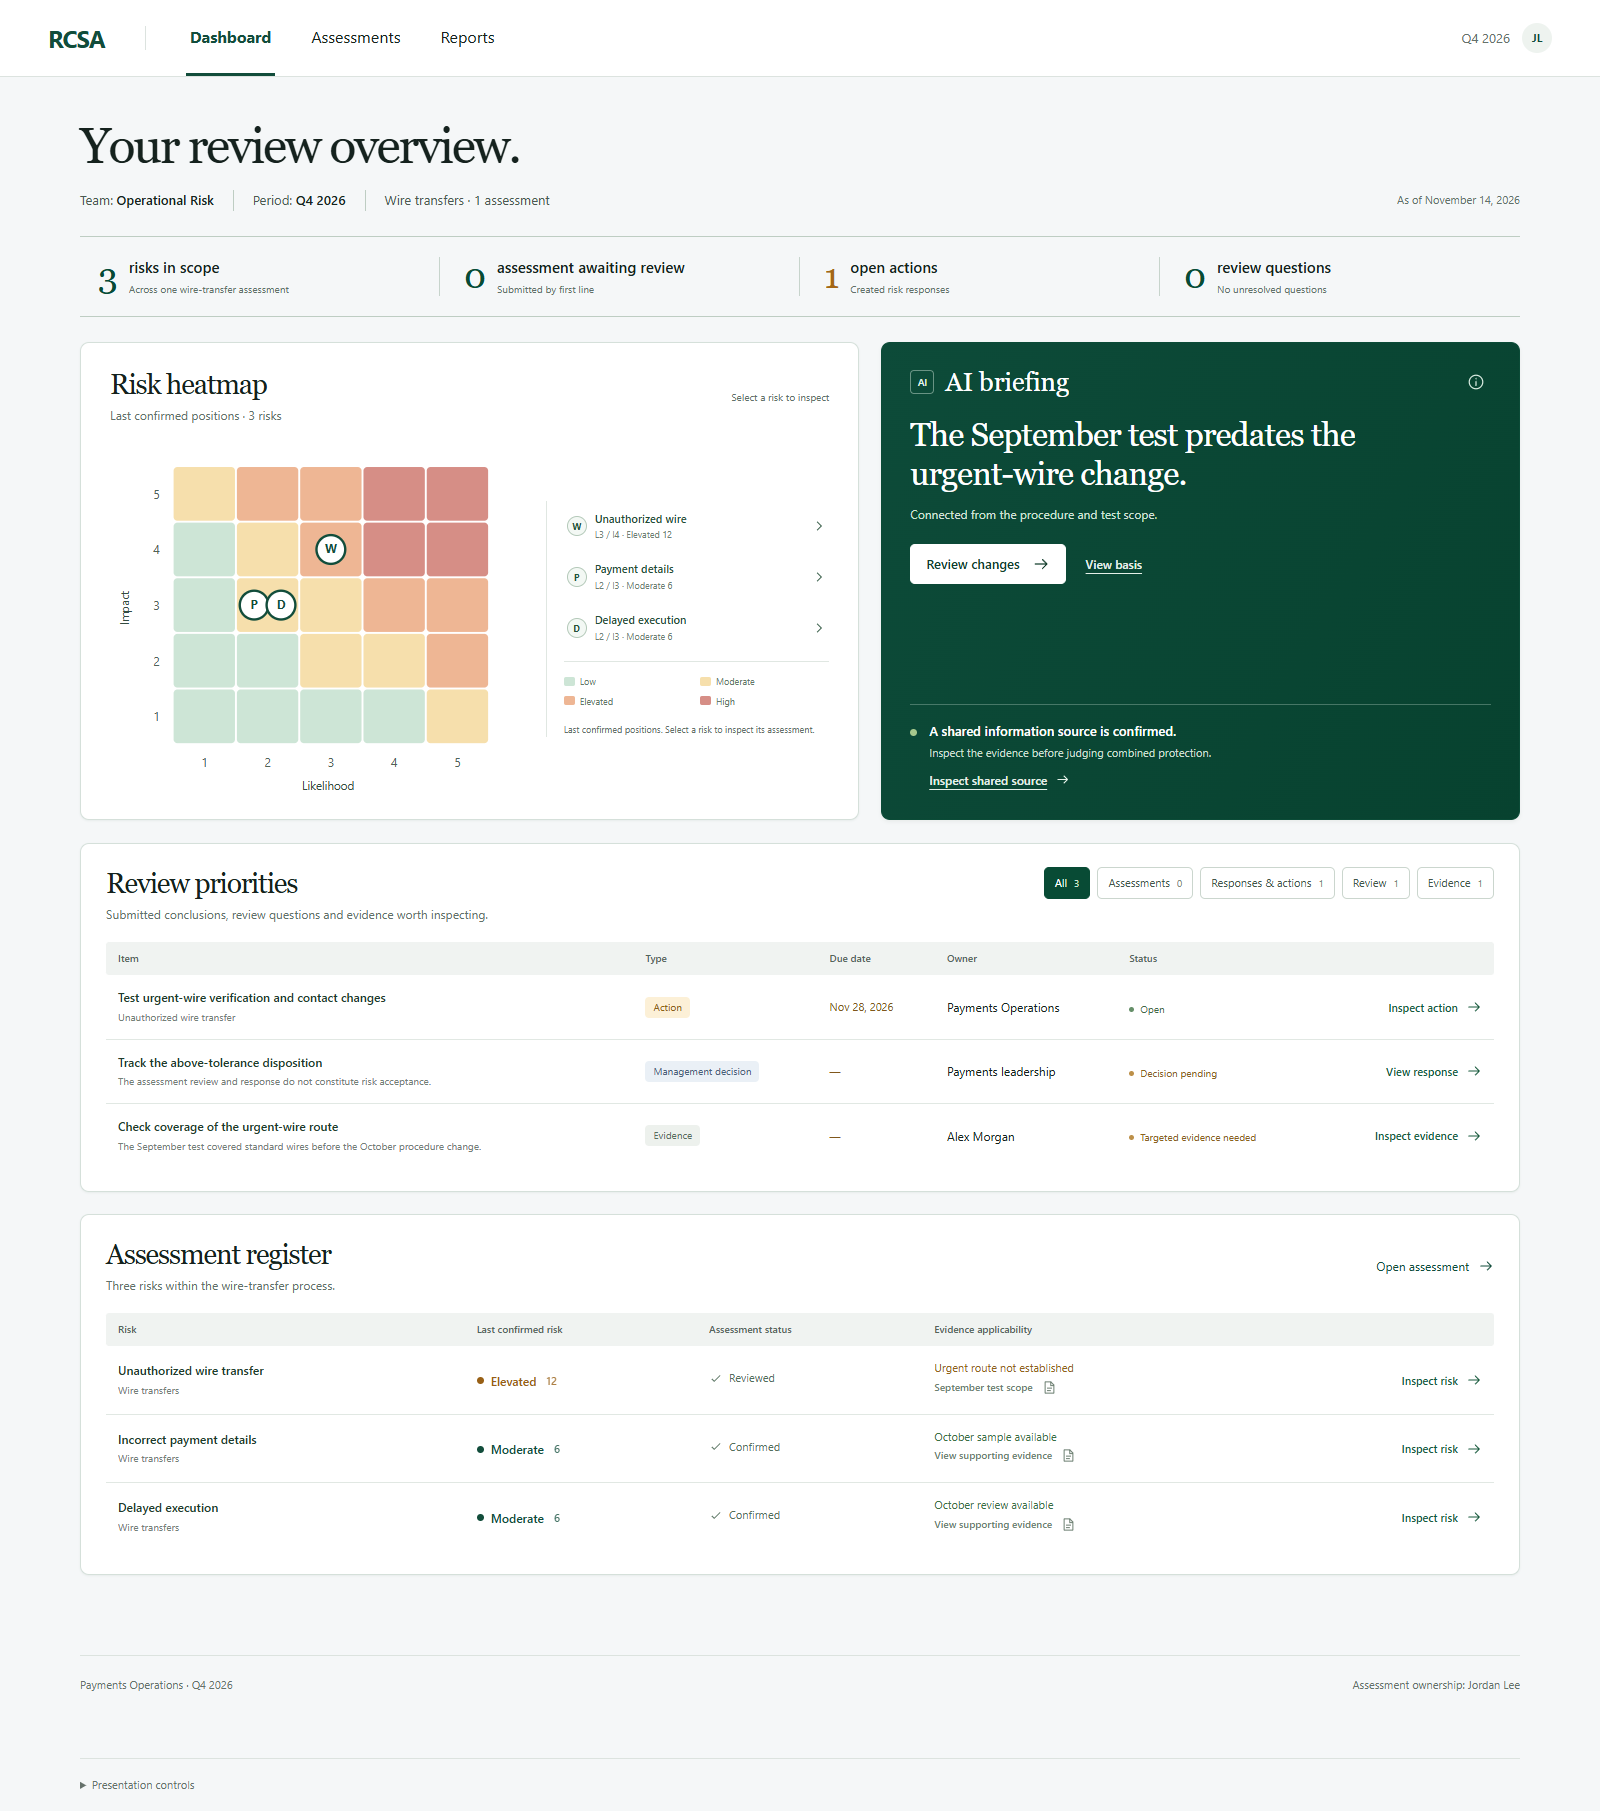 RCSA
Dashboard
Assessments
Reports
Q4 2026
JL
Your review overview.
Team: Operational Risk
Period: Q4 2026
Wire transfers · 1 assessment
As of November 14, 2026
3
risks in scope
Across one wire-transfer assessment
0
assessment awaiting review
Submitted by first line
1
open actions
Created risk responses
0
review questions
No unresolved questions
Risk heatmap
Last confirmed positions · 3 risks
Select a risk to inspect
Impact
5
4
3
2
1
W
P
D
1
2
3
4
5
Likelihood
W
Unauthorized wire
L3 / I4 · Elevated 12
P
Payment details
L2 / I3 · Moderate 6
D
Delayed execution
L2 / I3 · Moderate 6
Low
Moderate
Elevated
High
Last confirmed positions. Select a risk to inspect its assessment.
AI
AI briefing
The September test predates the
urgent-wire change.
Connected from the procedure and test scope.
Review changes
View basis
A shared information source is confirmed.
Inspect the evidence before judging combined protection.
Inspect shared source
Review priorities
Submitted conclusions, review questions and evidence worth inspecting.
All 3
Assessments 0
Responses & actions 1
Review 1
Evidence 1
Item
Type
Due date
Owner
Status
Test urgent-wire verification and contact changes
Unauthorized wire transfer
Action
Nov 28, 2026
Payments Operations
Open
Inspect action
Track the above-tolerance disposition
The assessment review and response do not constitute risk acceptance.
Management decision
—
Payments leadership
Decision pending
View response
Check coverage of the urgent-wire route
The September test covered standard wires before the October procedure change.
Evidence
—
Alex Morgan
Targeted evidence needed
Inspect evidence
Assessment register
Three risks within the wire-transfer process.
Open assessment
Risk
Last confirmed risk
Assessment status
Evidence applicability
Unauthorized wire transfer
Wire transfers
Elevated 12
Reviewed
Urgent route not established
September test scope
Inspect risk
Incorrect payment details
Wire transfers
Moderate 6
Confirmed
October sample available
View supporting evidence
Inspect risk
Delayed execution
Wire transfers
Moderate 6
Confirmed
October review available
View supporting evidence
Inspect risk
Payments Operations · Q4 2026
Assessment ownership: Jordan Lee
Presentation controls